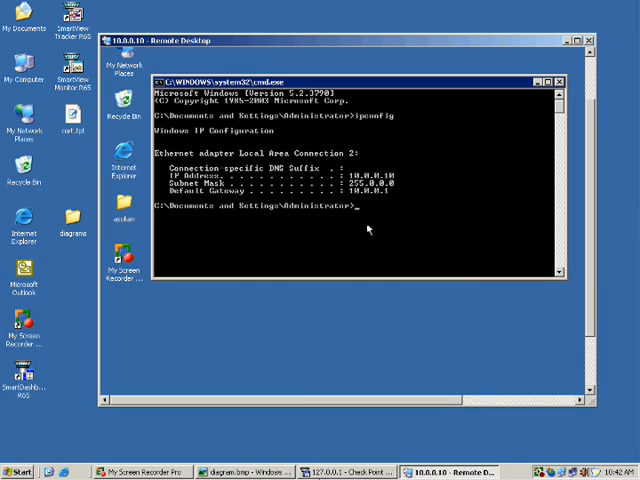 My Documents
SmartView
Tracker R65
My Computer
SmartView
Monitor R65
My Network
Places
cert.fpt
Recycle Bin
Internet
Explorer
diagrams
Microsoft
Outlook
My Screen
Recorder ...
SmartDashb...
R65
10.0.0.10 - Remote Desktop
My Network
Places
Recycle Bin
Internet
Explorer
asokan
My Screen
Recorder ...
C:\WINDOWS\system32\cmd.exe
Microsoft Windows [Version 5.2.3790]
(C) Copyright 1985-2003 Microsoft Corp.
C:\Documents and Settings\Administrator>ipconfig
Windows IP Configuration
Ethernet adapter Local Area Connection 2:
Connection-specific DNS Suffix . :
IP Address. . . . . . . . . . . . : 10.0.0.10
Subnet Mask . . . . . . . . . . . : 255.0.0.0
Default Gateway . . . . . . . . . : 10.0.0.1
C:\Documents and Settings\Administrator>_
Start
My Screen Recorder Pro
diagram.bmp - Windows ...
127.0.0.1 - Check Point ...
10.0.0.10 - Remote D...
10:42 AM